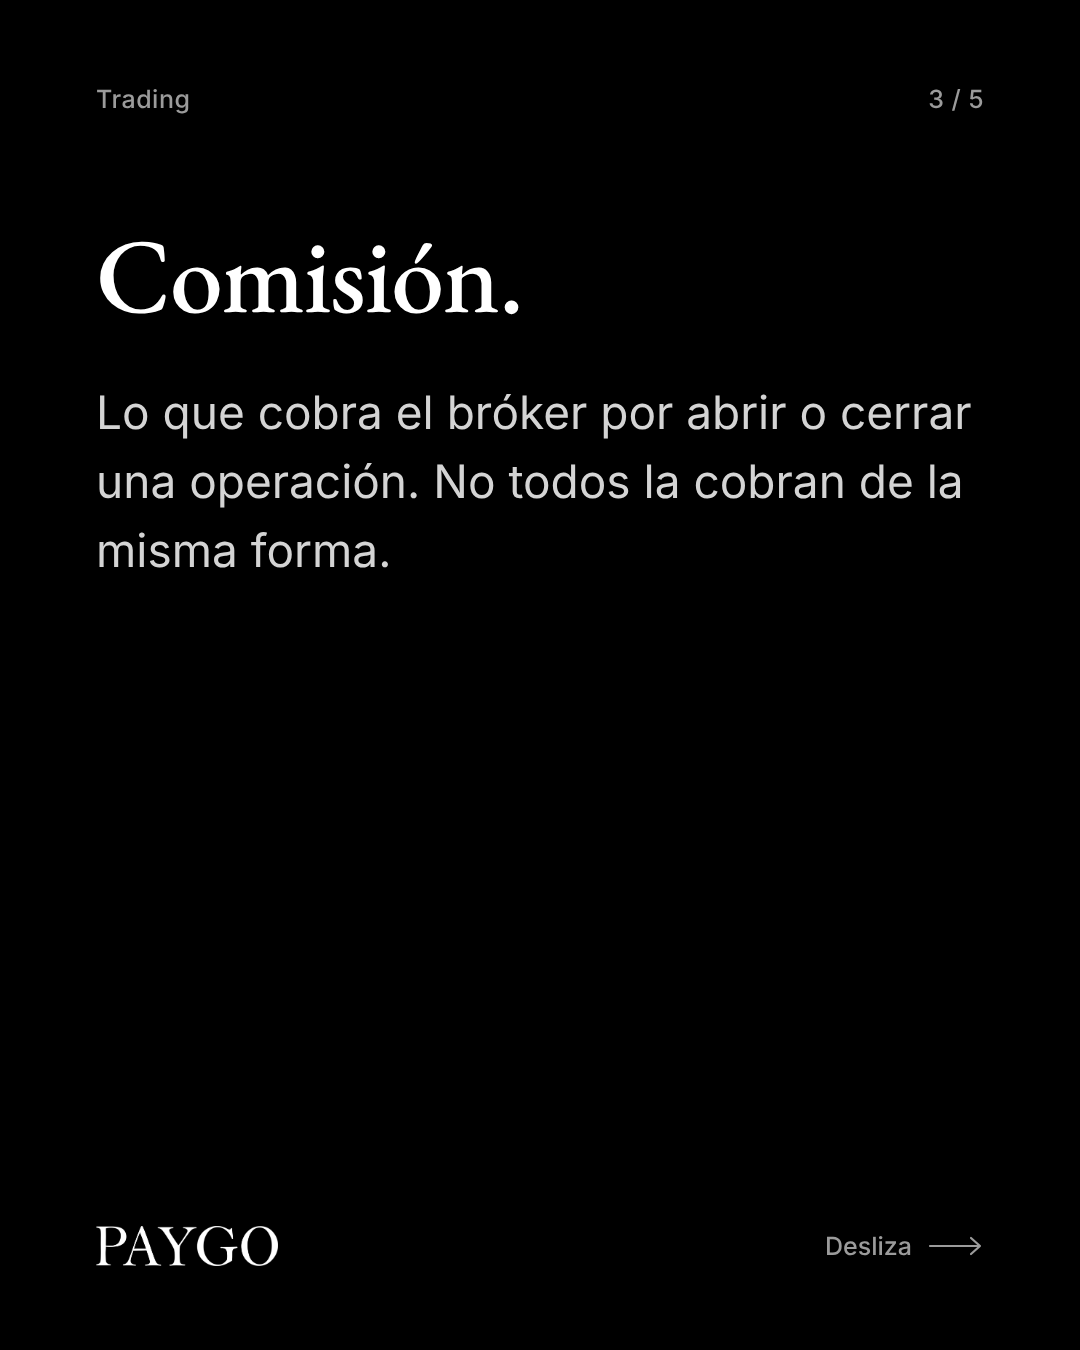 Trading
3 / 5
Comisión.
Lo que cobra el bróker por abrir o cerrar
una operación. No todos la cobran de la
misma forma.
PAYGO
Desliza